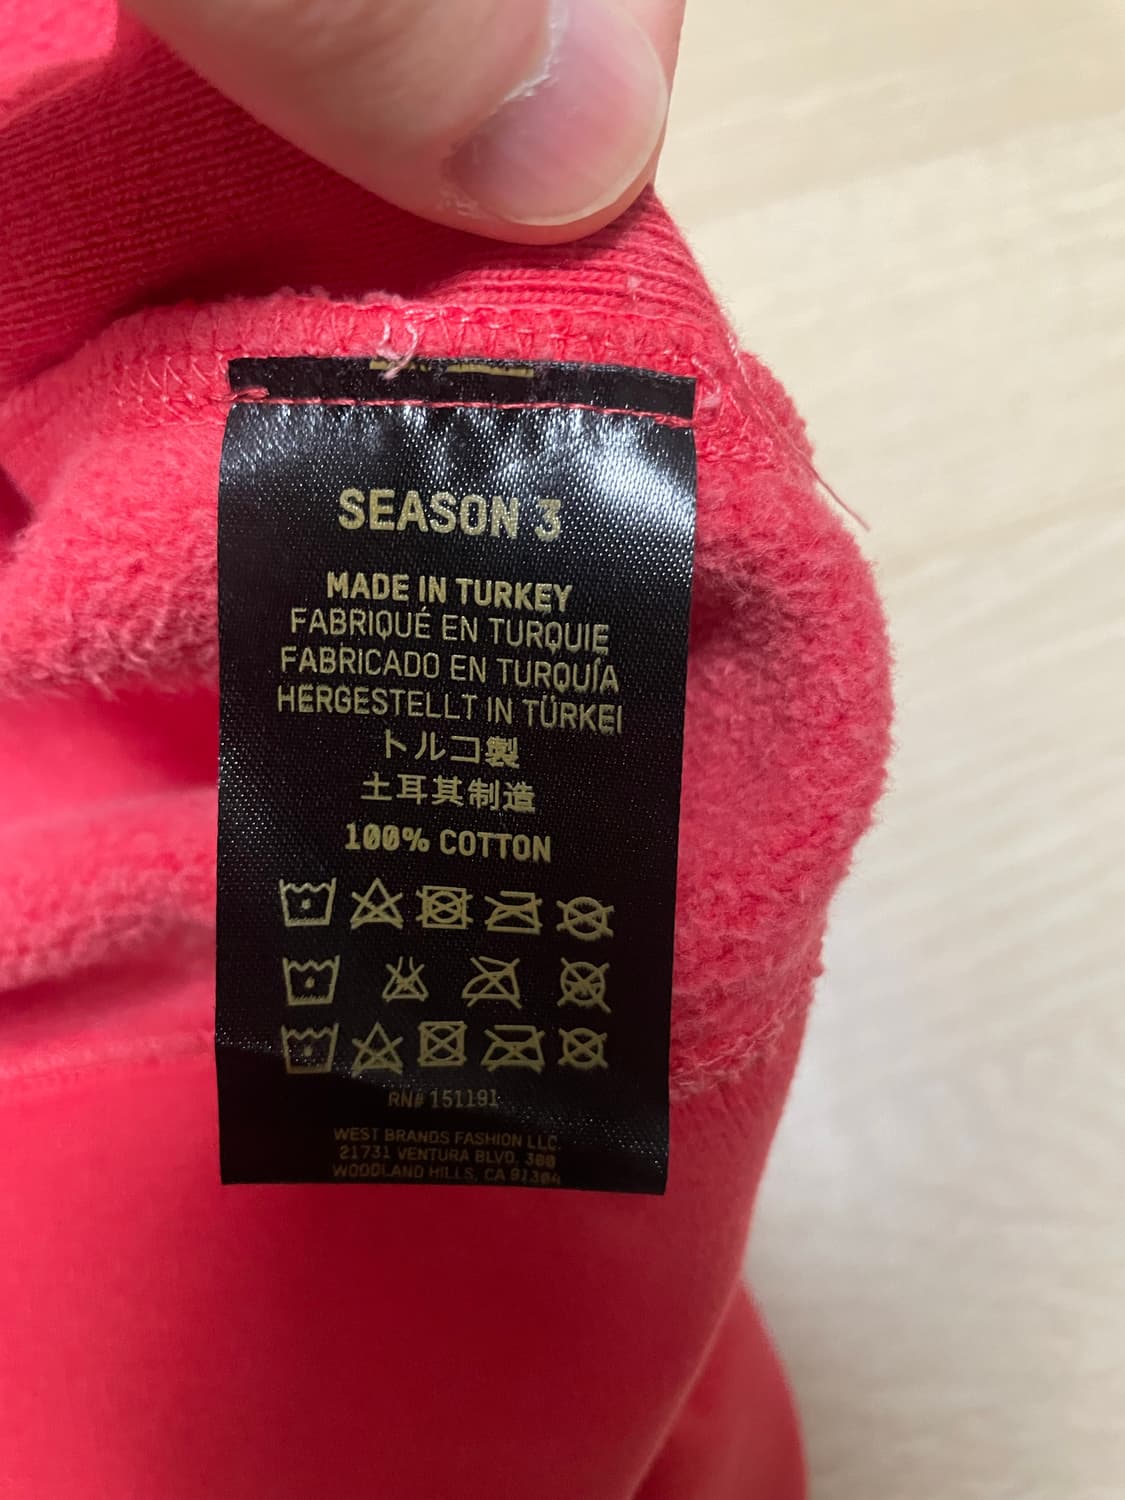 SEASON 3
MADE IN TURKEY
FABRIQUÉ EN TURQUIE
FABRICADO EN TURQUÍA
HERGESTELLT IN TÜRKEI
トルコ製
土耳其制造
100% COTTON
RN# 151191
WEST BRANDS FASHION LLC.
21731 VENTURA BLVD. 300
WOODLAND HILLS, CA 91304